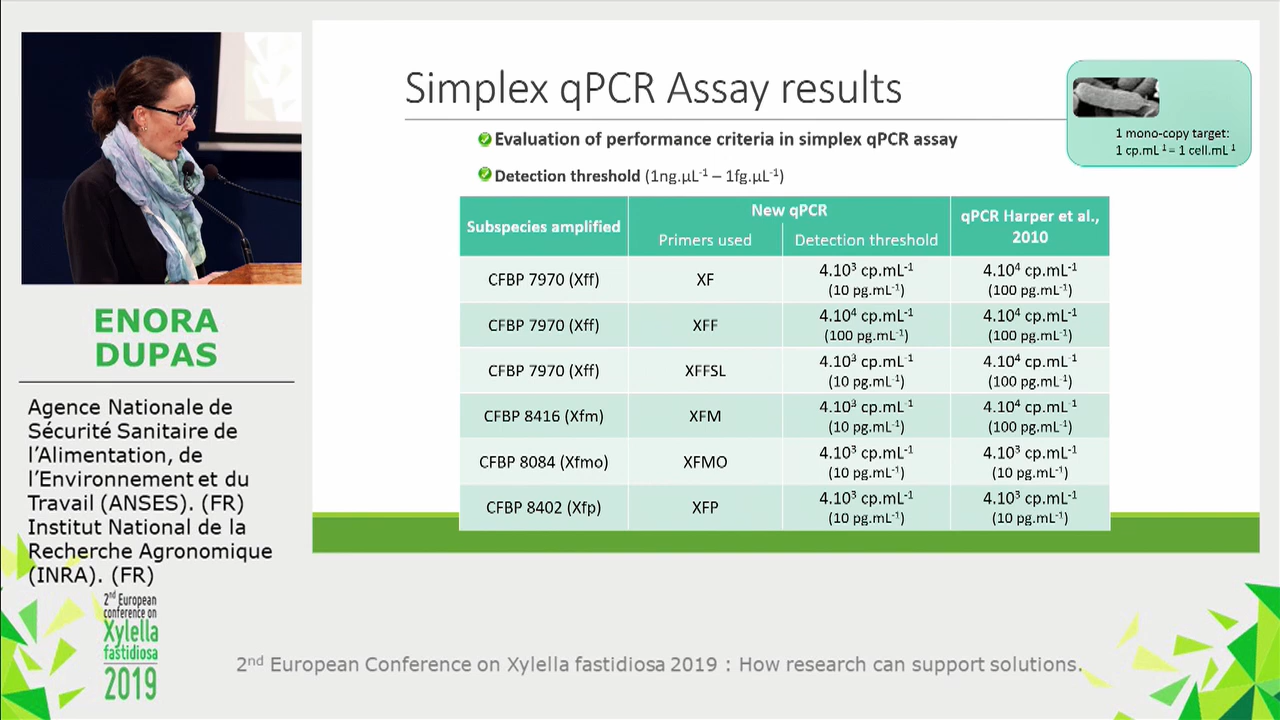 Simplex qPCR Assay results
Evaluation of performance criteria in simplex qPCR assay
Detection threshold (1ng.µL⁻¹ – 1fg.µL⁻¹)
1 mono-copy target:
1 cp.mL⁻¹ = 1 cell.mL⁻¹
Subspecies amplified
New qPCR
Primers used
Detection threshold
qPCR Harper et al.,
2010
CFBP 7970 (Xff)
XF
4.10³ cp.mL⁻¹
(10 pg.mL⁻¹)
4.10⁴ cp.mL⁻¹
(100 pg.mL⁻¹)
CFBP 7970 (Xff)
XFF
4.10⁴ cp.mL⁻¹
(100 pg.mL⁻¹)
4.10⁴ cp.mL⁻¹
(100 pg.mL⁻¹)
CFBP 7970 (Xff)
XFFSL
4.10³ cp.mL⁻¹
(10 pg.mL⁻¹)
4.10⁴ cp.mL⁻¹
(100 pg.mL⁻¹)
CFBP 8416 (Xfm)
XFM
4.10³ cp.mL⁻¹
(10 pg.mL⁻¹)
4.10⁴ cp.mL⁻¹
(100 pg.mL⁻¹)
CFBP 8084 (Xfmo)
XFMO
4.10³ cp.mL⁻¹
(10 pg.mL⁻¹)
4.10³ cp.mL⁻¹
(10 pg.mL⁻¹)
CFBP 8402 (Xfp)
XFP
4.10³ cp.mL⁻¹
(10 pg.mL⁻¹)
4.10³ cp.mL⁻¹
(10 pg.mL⁻¹)
ENORA
DUPAS
Agence Nationale de
Sécurité Sanitaire de
l'Alimentation, de
l'Environnement et du
Travail (ANSES). (FR)
Institut National de la
Recherche Agronomique
(INRA). (FR)
2nd European
conference on
Xylella
fastidiosa
2019
2nd European Conference on Xylella fastidiosa 2019 : How research can support solutions.